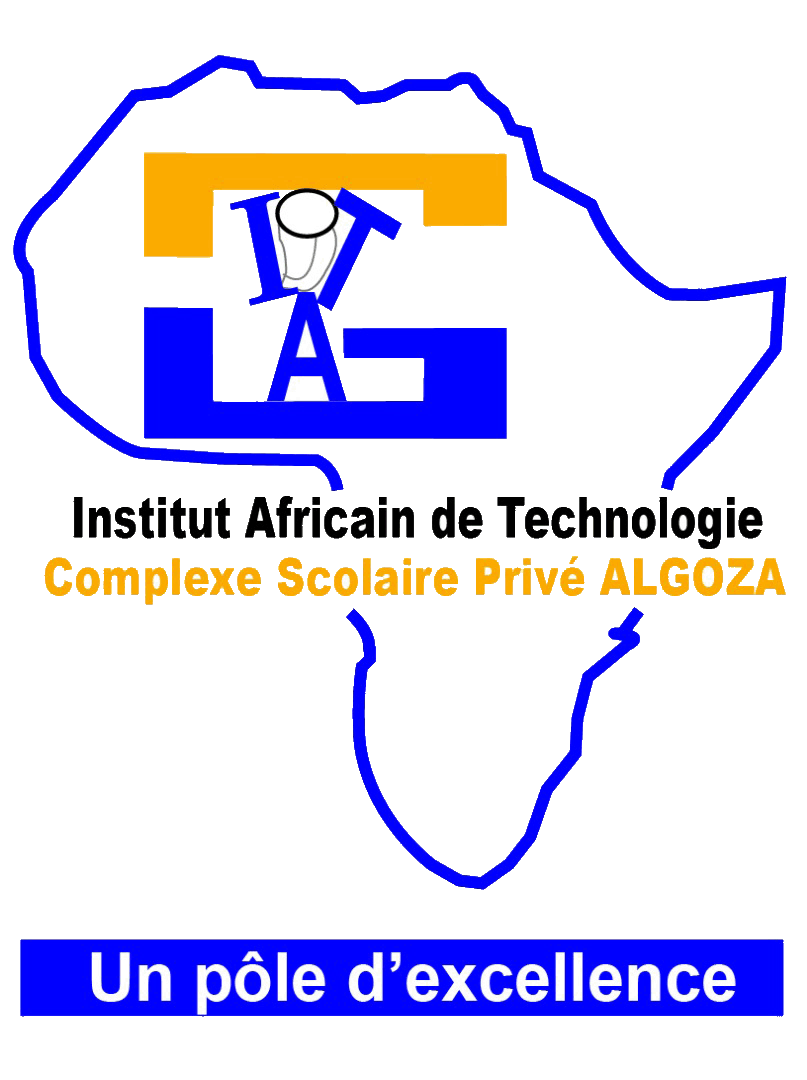 G
IAT
Institut Africain de Technologie
Complexe Scolaire Privé ALGOZA
Un pôle d’excellence